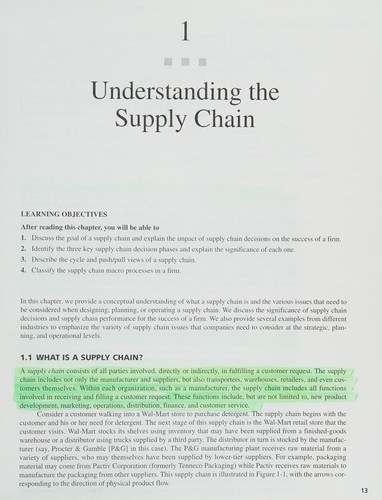 1
Understanding the
Supply Chain
LEARNING OBJECTIVES
After reading this chapter, you will be able to
1. Discuss the goal of a supply chain and explain the impact of supply chain decisions on the success of a firm.
2. Identify the three key supply chain decision phases and explain the significance of each one.
3. Describe the cycle and push/pull views of a supply chain.
4. Classify the supply chain macro processes in a firm.
In this chapter, we provide a conceptual understanding of what a supply chain is and the various issues that need to
be considered when designing, planning, or operating a supply chain. We discuss the significance of supply chain
decisions and supply chain performance for the success of a firm. We also provide several examples from different
industries to emphasize the variety of supply chain issues that companies need to consider at the strategic, plan-
ning, and operational levels.
1.1 WHAT IS A SUPPLY CHAIN?
A supply chain consists of all parties involved, directly or indirectly, in fulfilling a customer request. The supply
chain includes not only the manufacturer and suppliers, but also transporters, warehouses, retailers, and even cus-
tomers themselves. Within each organization, such as a manufacturer, the supply chain includes all functions
involved in receiving and filling a customer request. These functions include, but are not limited to, new product
development, marketing, operations, distribution, finance, and customer service.
Consider a customer walking into a Wal-Mart store to purchase detergent. The supply chain begins with the
customer and his or her need for detergent. The next stage of this supply chain is the Wal-Mart retail store that the
customer visits. Wal-Mart stocks its shelves using inventory that may have been supplied from a finished-goods
warehouse or a distributor using trucks supplied by a third party. The distributor in turn is stocked by the manufac-
turer (say, Procter & Gamble [P&G] in this case). The P&G manufacturing plant receives raw material from a
variety of suppliers, who may themselves have been supplied by lower-tier suppliers. For example, packaging
material may come from Pactiv Corporation (formerly Tenneco Packaging) while Pactiv receives raw materials to
manufacture the packaging from other suppliers. This supply chain is illustrated in Figure 1-1, with the arrows cor-
responding to the direction of physical product flow.
13